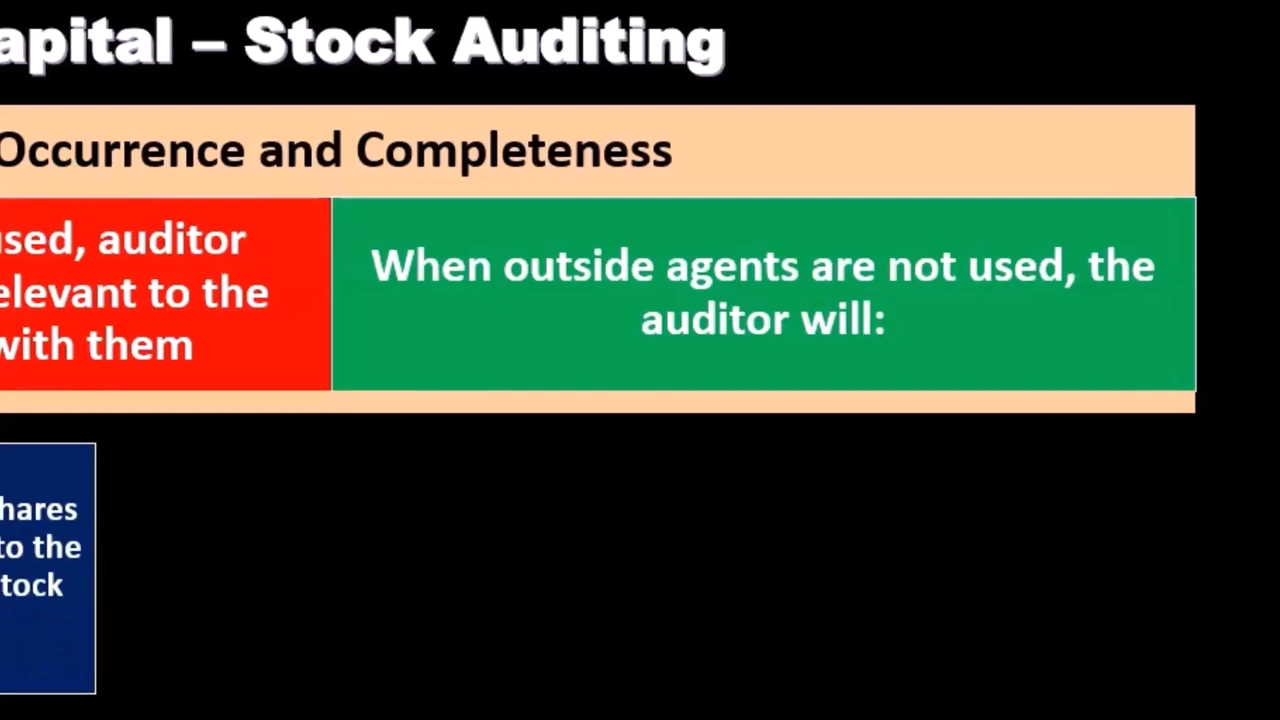 apital – Stock Auditing
Occurrence and Completeness
used, auditor
elevant to the
with them
When outside agents are not used, the
auditor will:
hares
to the
tock